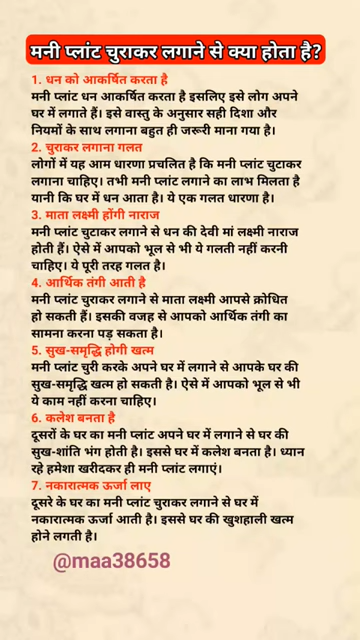 मनी प्लांट चुराकर लगाने से क्या होता है?
1. धन को आकर्षित करता है
मनी प्लांट धन आकर्षित करता है इसलिए इसे लोग अपने
घर में लगाते हैं। इसे वास्तु के अनुसार सही दिशा और
नियमों के साथ लगाना बहुत ही जरूरी माना गया है।
2. चुराकर लगाना गलत
लोगों में यह आम धारणा प्रचलित है कि मनी प्लांट चुटाकर
लगाना चाहिए। तभी मनी प्लांट लगाने का लाभ मिलता है
यानी कि घर में धन आता है। ये एक गलत धारणा है।
3. माता लक्ष्मी होंगी नाराज
मनी प्लांट चुटाकर लगाने से धन की देवी मां लक्ष्मी नाराज
होती हैं। ऐसे में आपको भूल से भी ये गलती नहीं करनी
चाहिए। ये पूरी तरह गलत है।
4. आर्थिक तंगी आती है
मनी प्लांट चुराकर लगाने से माता लक्ष्मी आपसे क्रोधित
हो सकती हैं। इसकी वजह से आपको आर्थिक तंगी का
सामना करना पड़ सकता है।
5. सुख-समृद्धि होगी खत्म
मनी प्लांट चुरी करके अपने घर में लगाने से आपके घर की
सुख-समृद्धि खत्म हो सकती है। ऐसे में आपको भूल से भी
ये काम नहीं करना चाहिए।
6. कलेश बनता है
दूसरों के घर का मनी प्लांट अपने घर में लगाने से घर की
सुख-शांति भंग होती है। इससे घर में कलेश बनता है। ध्यान
रहे हमेशा खरीदकर ही मनी प्लांट लगाएं।
7. नकारात्मक ऊर्जा लाए
दूसरे के घर का मनी प्लांट चुराकर लगाने से घर में
नकारात्मक ऊर्जा आती है। इससे घर की खुशहाली खत्म
होने लगती है।
@maa38658